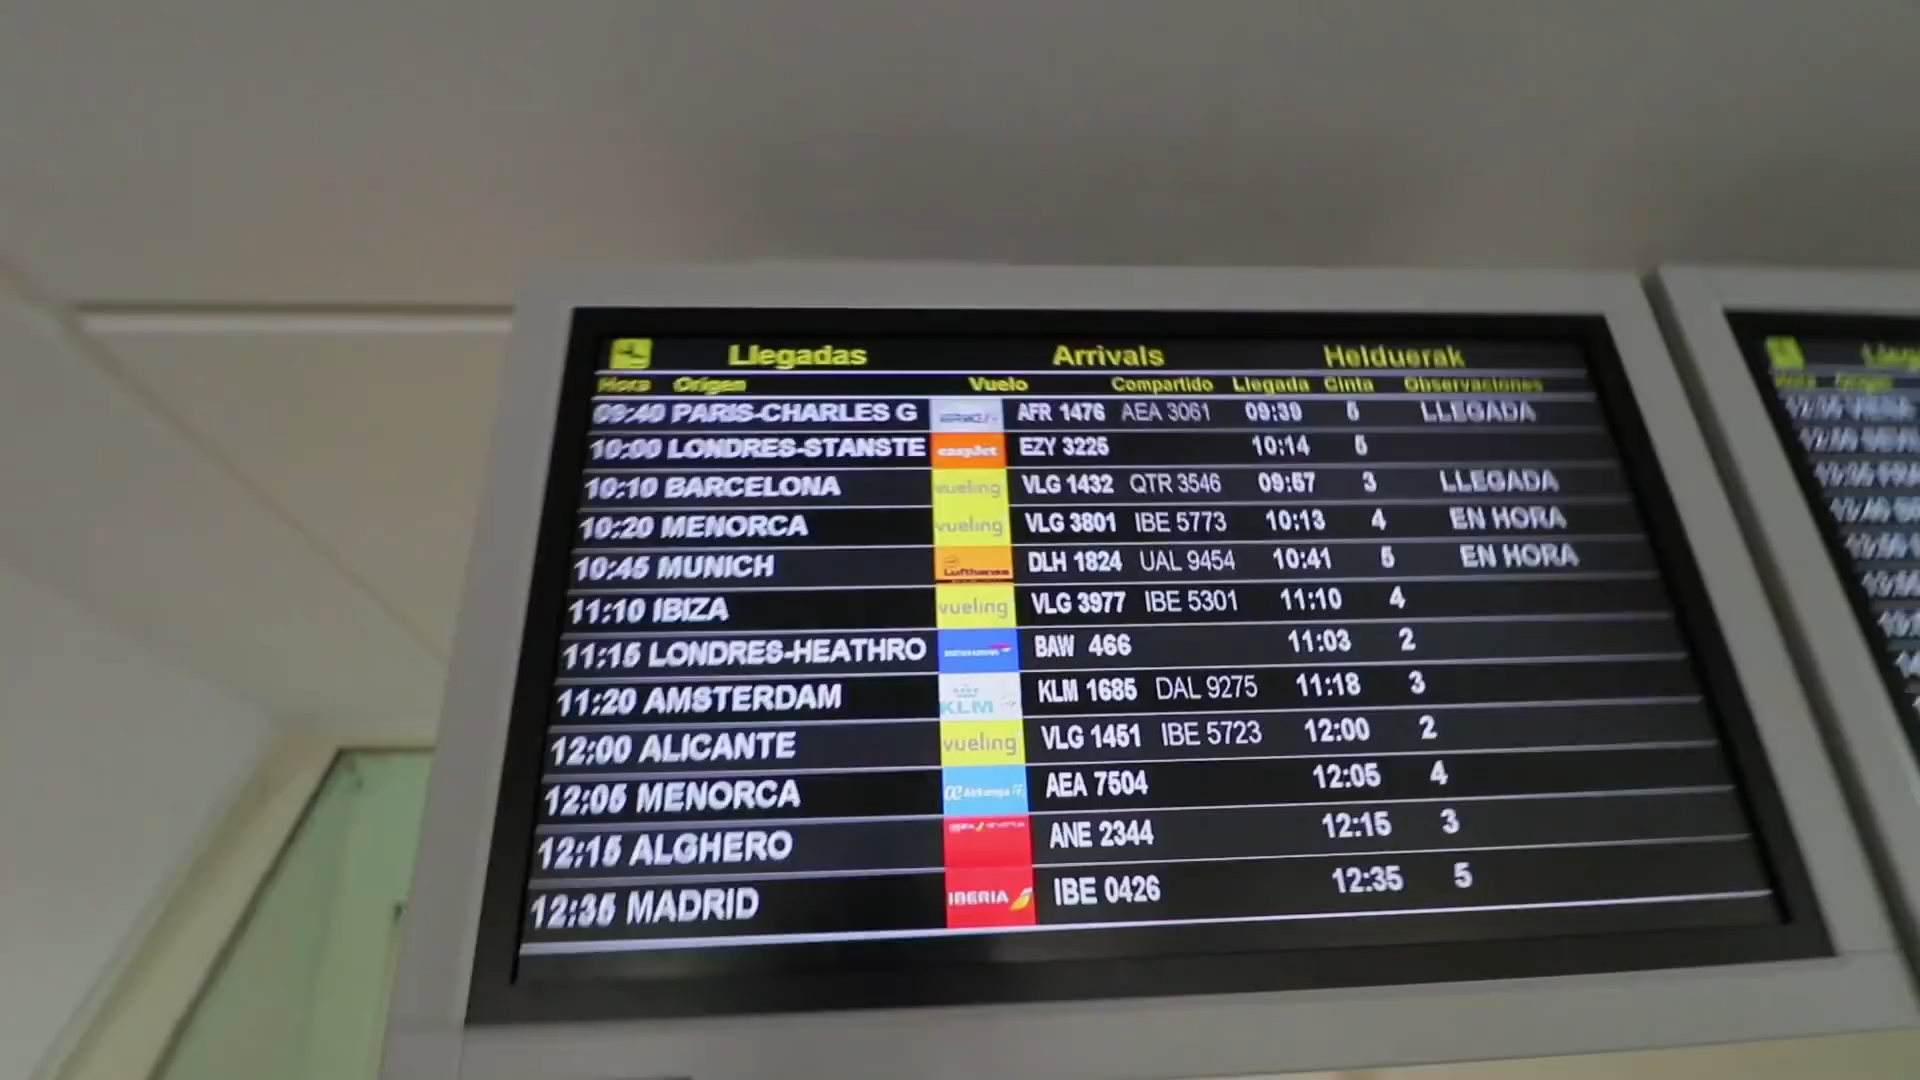 Llegadas Arrivals Helduerak
Hora Origen Vuelo Compartido Llegada Cinta Observaciones
09:40 PARIS-CHARLES G AFR 1476 AEA 3061 09:39 5 LLEGADA
10:00 LONDRES-STANSTE easyJet EZY 3225 10:14 5
10:10 BARCELONA vueling VLG 1432 QTR 3546 09:57 3 LLEGADA
10:20 MENORCA vueling VLG 3801 IBE 5773 10:13 4 EN HORA
10:45 MUNICH Lufthansa DLH 1824 UAL 9454 10:41 5 EN HORA
11:10 IBIZA vueling VLG 3977 IBE 5301 11:10 4
11:15 LONDRES-HEATHRO BAW 466 11:03 2
11:20 AMSTERDAM KLM KLM 1685 DAL 9275 11:18 3
12:00 ALICANTE vueling VLG 1451 IBE 5723 12:00 2
12:05 MENORCA AirEuropa AEA 7504 12:05 4
12:15 ALGHERO ANE 2344 12:15 3
12:35 MADRID IBERIA IBE 0426 12:35 5